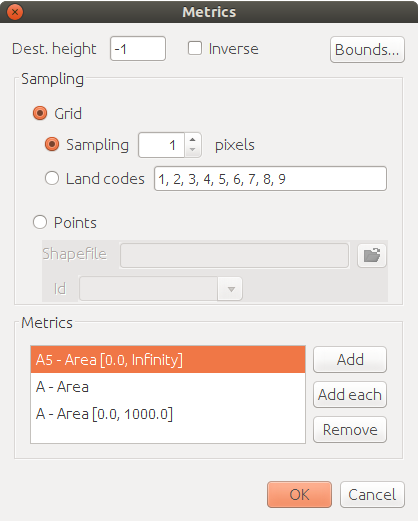 Metrics
Dest. height -1 Inverse Bounds...
Sampling
Grid
Sampling 1 pixels
Land codes 1, 2, 3, 4, 5, 6, 7, 8, 9
Points
Shapefile
Id
Metrics
A5 - Area [0.0, Infinity] Add
A - Area Add each
A - Area [0.0, 1000.0] Remove
OK Cancel